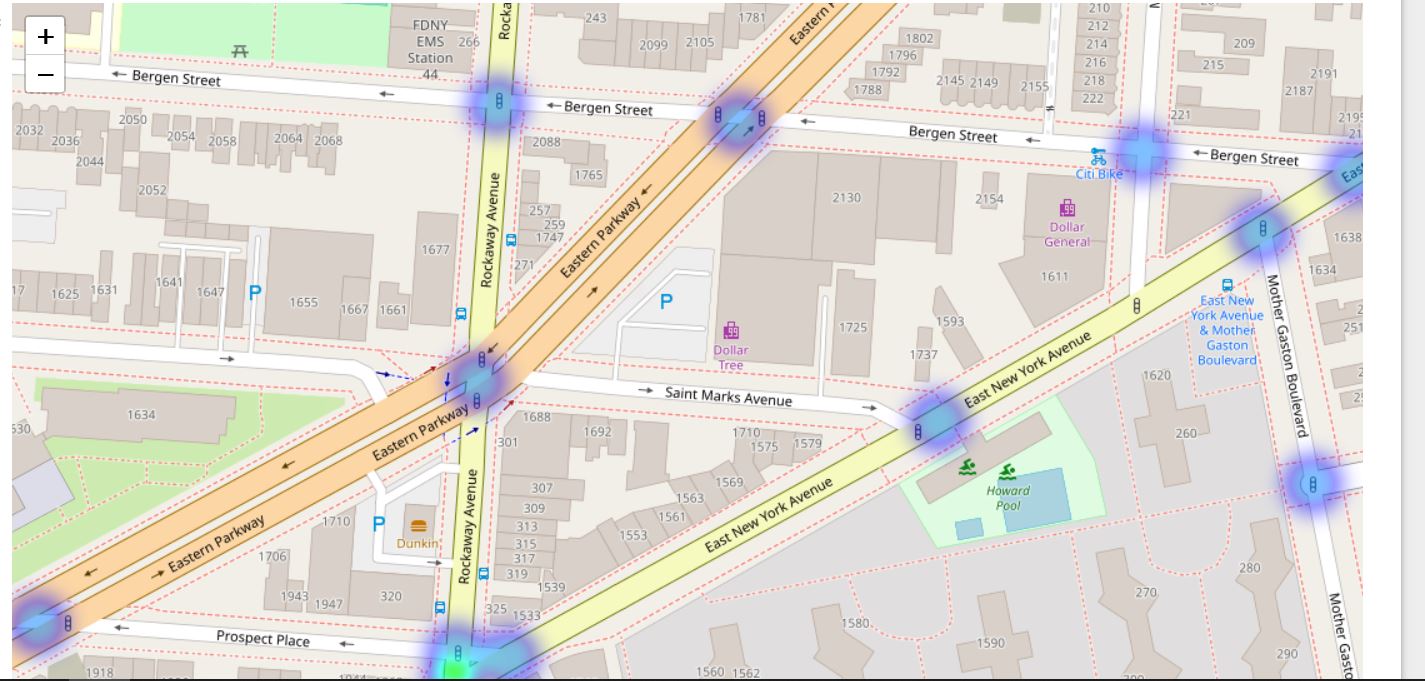 +
−
FDNY
EMS
Station
44
266
Rocka
243
2099
2105
1781
Eastern P
1802
1796
1792
1788
2145
2149
2155
210
212
214
216
218
222
209
215
221
2191
2187
2195
Bergen Street
Bergen Street
Bergen Street
Bergen Street
2032
2036
2044
2050
2054
2058
2064
2068
2052
2088
1765
257
259
1747
271
1677
Rockaway Avenue
Eastern Parkway
2130
2154
Citi Bike
Dollar
General
1611
East
1638
1634
17
1625
1631
1641
1647
P
1655
1667
1661
P
Dollar
Tree
1725
1593
1737
East New
York Avenue
& Mother
Gaston
Boulevard
Mother Gaston Boulevard
East New York Avenue
Saint Marks Avenue
1634
530
Eastern Parkway
1688
1692
1710
1575
1579
301
307
309
313
315
317
319
1569
1563
1561
1553
1539
325
1533
1620
260
Howard
Pool
East New York Avenue
Rockaway Avenue
P
Dunkin'
1710
1706
Eastern Parkway
1943
1947
320
Prospect Place
1918
1580
1590
1560
1562
270
280
290
Mother Gasto